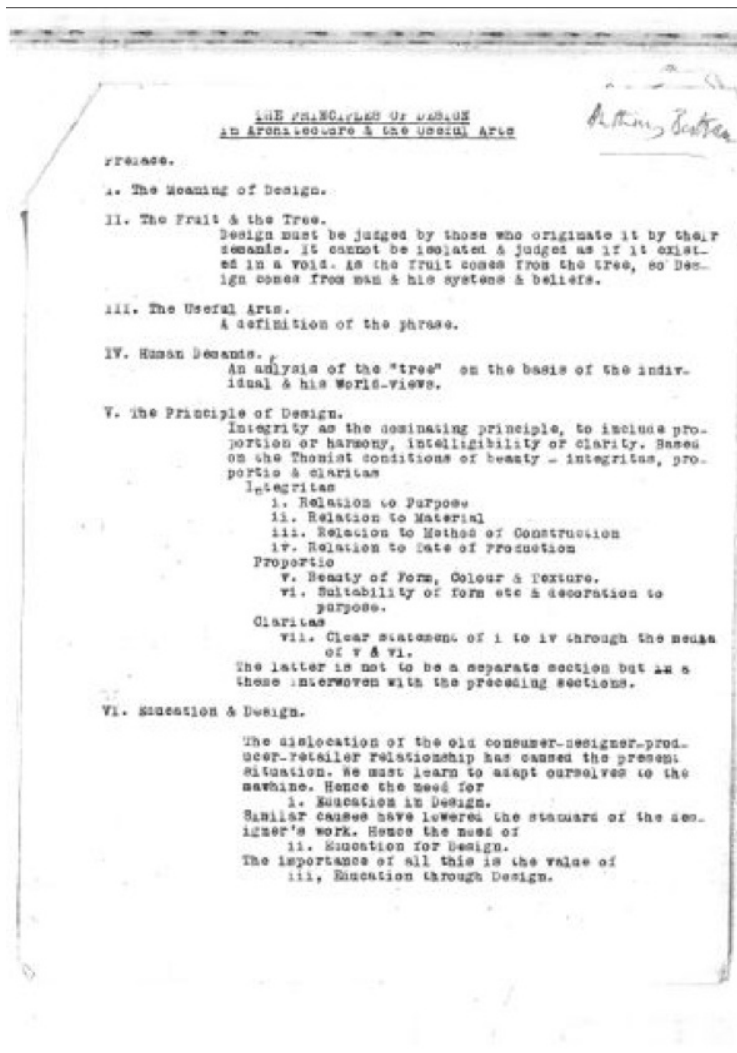 THE PRINCIPLES OF DESIGN
in Architecture & the Useful Arts
Anthony Bertram
Preface.
I. The Meaning of Design.
II. The Fruit & the Tree.
Design must be judged by those who originate it by their
demands. It cannot be isolated & judged as if it exist-
ed in a void. As the fruit comes from the tree, so Des-
ign comes from man & his systems & beliefs.
III. The Useful Arts.
A definition of the phrase.
IV. Human Demands.
An anlysis of the "tree" on the basis of the indiv-
idual & his World-views.
V. The Principle of Design.
Integrity as the dominating principle, to include pro-
portion or harmony, intelligibility or clarity. Based
on the Thomist conditions of beauty - integritas, pro-
portio & claritas
Integritas
i. Relation to Purpose
ii. Relation to Material
iii. Relation to Method of Construction
iv. Relation to Date of Production
Proportio
v. Beauty of Form, Colour & Texture.
vi. Suitability of form etc & decoration to
purpose.
Claritas
vii. Clear statement of i to iv through the media
of v & vi.
The latter is not to be a separate section but a
theme interwoven with the preceding sections.
VI. Education & Design.
The dislocation of the old consumer-designer-prod-
ucer-retailer relationship has caused the present
situation. We must learn to adapt ourselves to the
machine. Hence the need for
i. Education in Design.
Similar causes have lowered the standard of the des-
igner's work. Hence the need of
ii. Education for Design.
The importance of all this is the value of
iii, Education through Design.